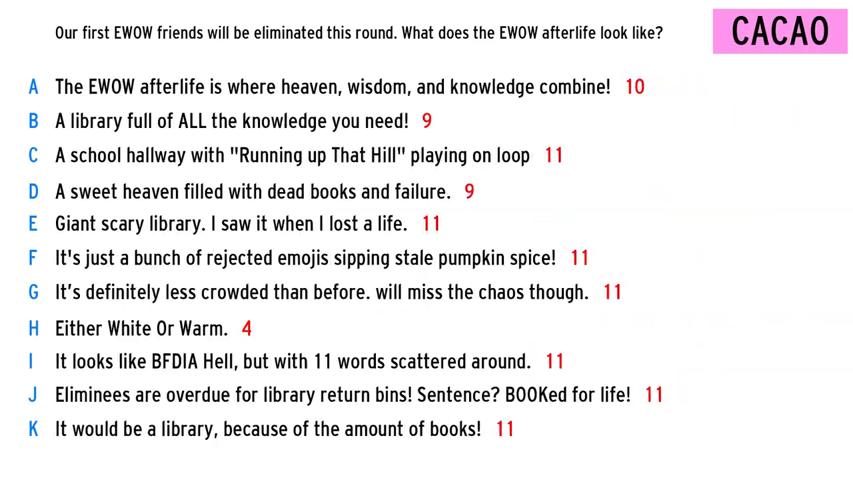 Our first EWOW friends will be eliminated this round. What does the EWOW afterlife look like?
CACAO
A The EWOW afterlife is where heaven, wisdom, and knowledge combine! 10
B A library full of ALL the knowledge you need! 9
C A school hallway with "Running up That Hill" playing on loop 11
D A sweet heaven filled with dead books and failure. 9
E Giant scary library. I saw it when I lost a life. 11
F It's just a bunch of rejected emojis sipping stale pumpkin spice! 11
G It’s definitely less crowded than before. will miss the chaos though. 11
H Either White Or Warm. 4
I It looks like BFDIA Hell, but with 11 words scattered around. 11
J Eliminees are overdue for library return bins! Sentence? BOOKed for life! 11
K It would be a library, because of the amount of books! 11